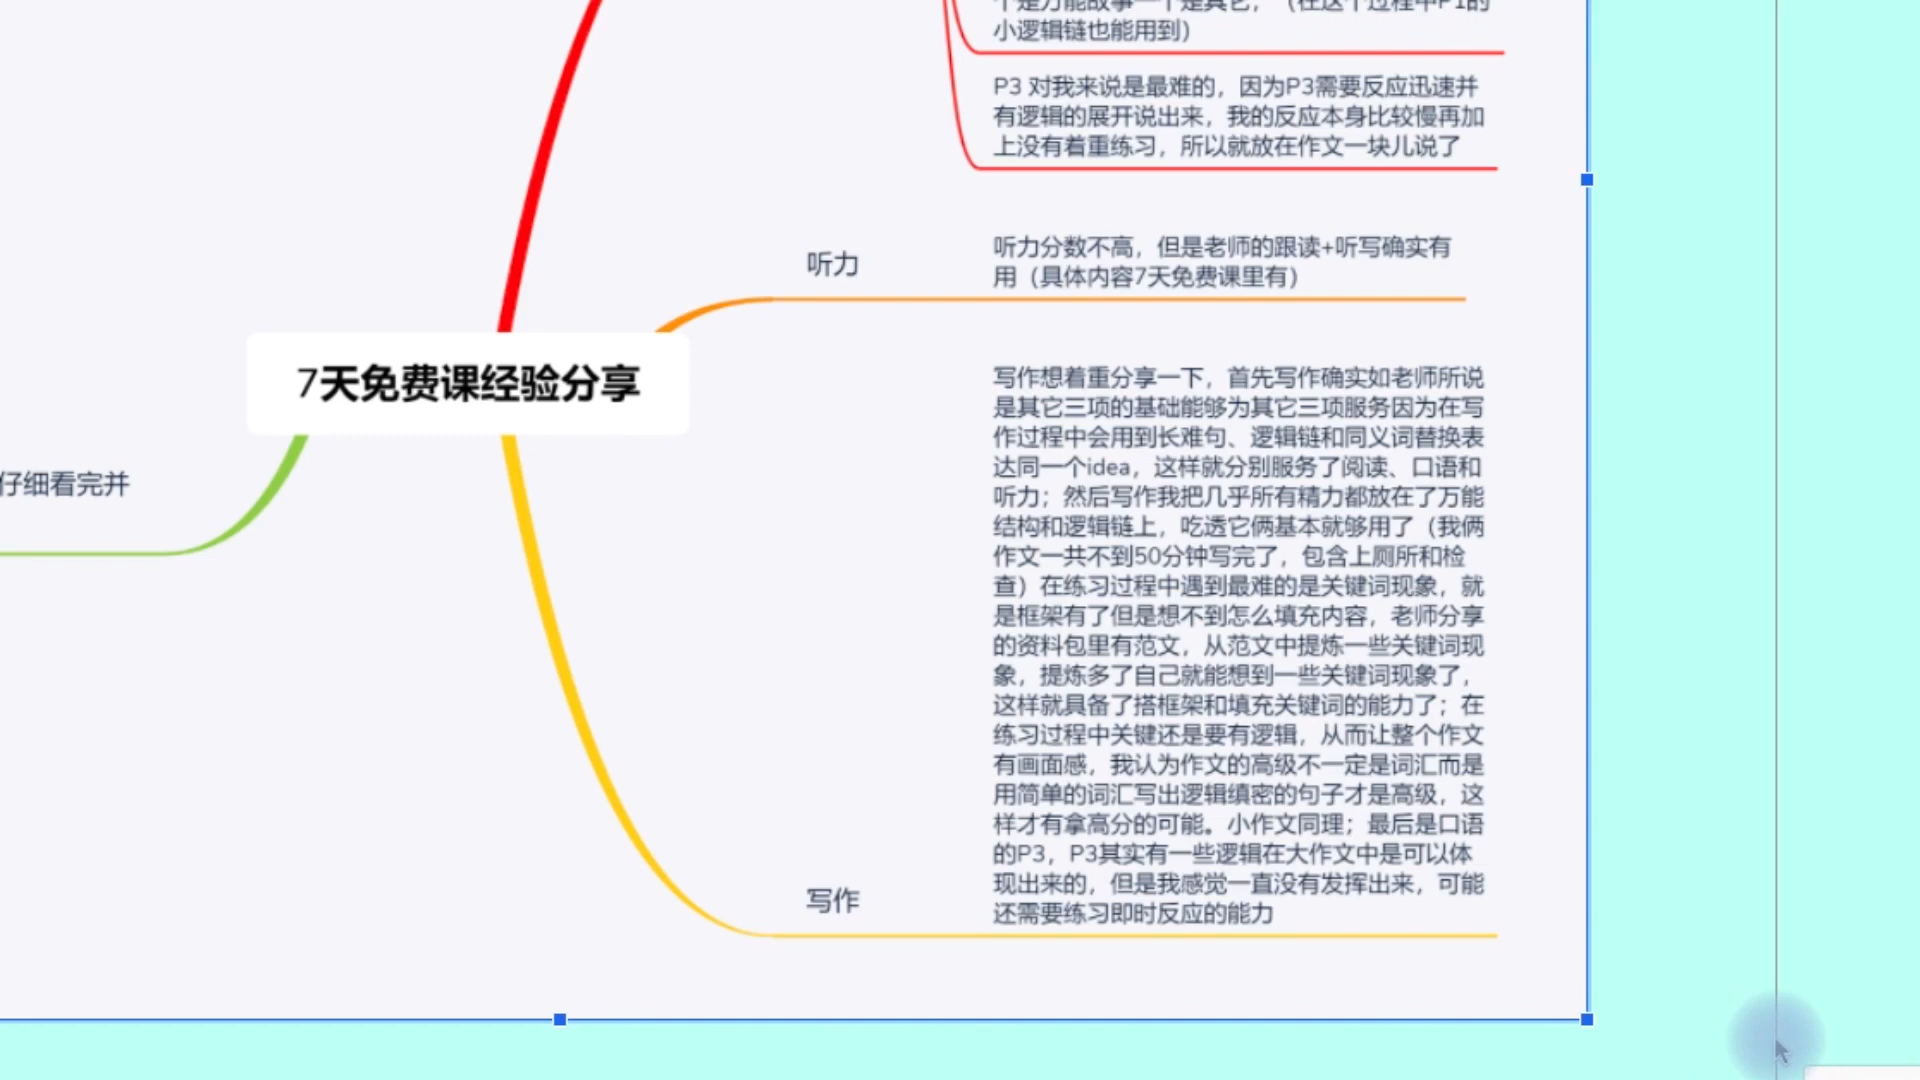 个是万能故事一个是其它，（在这个过程中P1的
小逻辑链也能用到）
P3 对我来说是最难的，因为P3需要反应迅速并
有逻辑的展开说出来，我的反应本身比较慢再加
上没有着重练习，所以就放在作文一块儿说了
听力
听力分数不高，但是老师的跟读+听写确实有
用（具体内容7天免费课里有）
7天免费课经验分享
仔细看完并
写作想着重分享一下，首先写作确实如老师所说
是其它三项的基础能够为其它三项服务因为在写
作过程中会用到长难句、逻辑链和同义词替换表
达同一个idea，这样就分别服务了阅读、口语和
听力；然后写作我把几乎所有精力都放在了万能
结构和逻辑链上，吃透它俩基本就够用了（我俩
作文一共不到50分钟写完了，包含上厕所和检
查）在练习过程中遇到最难的是关键词现象，就
是框架有了但是想不到怎么填充内容，老师分享
的资料包里有范文，从范文中提炼一些关键词现
象，提炼多了自己就能想到一些关键词现象了，
这样就具备了搭框架和填充关键词的能力了；在
练习过程中关键还是要有逻辑，从而让整个作文
有画面感，我认为作文的高级不一定是词汇而是
用简单的词汇写出逻辑缜密的句子才是高级，这
样才有拿高分的可能。小作文同理；最后是口语
的P3，P3其实有一些逻辑在大作文中是可以体
现出来的，但是我感觉一直没有发挥出来，可能
还需要练习即时反应的能力
写作